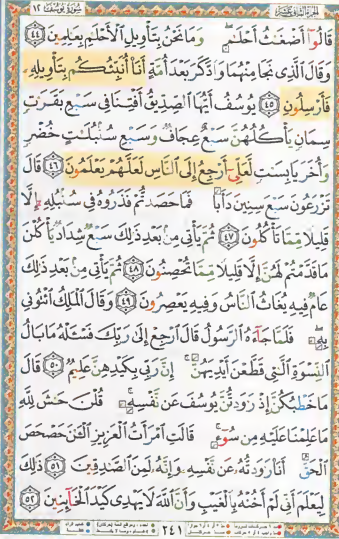 الجزء الثاني عشر سورة يوسف ١٢
قَالُوٓا۟ أَضْغَٰثُ أَحْلَٰمٍ ۖ وَمَا نَحْنُ بِتَأْوِيلِ ٱلْأَحْلَٰمِ بِعَٰلِمِينَ ٤٤
وَقَالَ ٱلَّذِى نَجَا مِنْهُمَا وَٱدَّكَرَ بَعْدَ أُمَّةٍ أَنَا۠ أُنَبِّئُكُم بِتَأْوِيلِهِۦ
فَأَرْسِلُونِ ٤٥ يُوسُفُ أَيُّهَا ٱلصِّدِّيقُ أَفْتِنَا فِى سَبْعِ بَقَرَٰتٍ
سِمَانٍ يَأْكُلُهُنَّ سَبْعٌ عِجَافٌ وَسَبْعِ سُنۢبُلَٰتٍ خُضْرٍ
وَأُخَرَ يَابِسَٰتٍ لَّعَلِّىٓ أَرْجِعُ إِلَى ٱلنَّاسِ لَعَلَّهُمْ يَعْلَمُونَ ٤٦ قَالَ
تَزْرَعُونَ سَبْعَ سِنِينَ دَأَبًا فَمَا حَصَدتُّمْ فَذَرُوهُ فِى سُنۢبُلِهِۦٓ إِلَّا
قَلِيلًا مِّمَّا تَأْكُلُونَ ٤٧ ثُمَّ يَأْتِى مِنۢ بَعْدِ ذَٰلِكَ سَبْعٌ شِدَادٌ يَأْكُلْنَ
مَا قَدَّمْتُمْ لَهُنَّ إِلَّا قَلِيلًا مِّمَّا تُحْصِنُونَ ٤٨ ثُمَّ يَأْتِى مِنۢ بَعْدِ ذَٰلِكَ
عَامٌ فِيهِ يُغَاثُ ٱلنَّاسُ وَفِيهِ يَعْصِرُونَ ٤٩ وَقَالَ ٱلْمَلِكُ ٱئْتُونِى
بِهِۦ ۖ فَلَمَّا جَآءَهُ ٱلرَّسُولُ قَالَ ٱرْجِعْ إِلَىٰ رَبِّكَ فَسْـَٔلْهُ مَا بَالُ
ٱلنِّسْوَةِ ٱلَّٰتِى قَطَّعْنَ أَيْدِيَهُنَّ ۚ إِنَّ رَبِّى بِكَيْدِهِنَّ عَلِيمٌ ٥٠ قَالَ
مَا خَطْبُكُنَّ إِذْ رَٰوَدتُّنَّ يُوسُفَ عَن نَّفْسِهِۦ ۚ قُلْنَ حَٰشَ لِلَّهِ
مَا عَلِمْنَا عَلَيْهِ مِن سُوٓءٍ ۚ قَالَتِ ٱمْرَأَتُ ٱلْعَزِيزِ ٱلْـَٰٔنَ حَصْحَصَ
ٱلْحَقُّ أَنَا۠ رَٰوَدتُّهُۥ عَن نَّفْسِهِۦ وَإِنَّهُۥ لَمِنَ ٱلصَّٰدِقِينَ ٥١ ذَٰلِكَ
لِيَعْلَمَ أَنِّى لَمْ أَخُنْهُ بِٱلْغَيْبِ وَأَنَّ ٱللَّهَ لَا يَهْدِى كَيْدَ ٱلْخَآئِنِينَ ٥٢
٢٤١